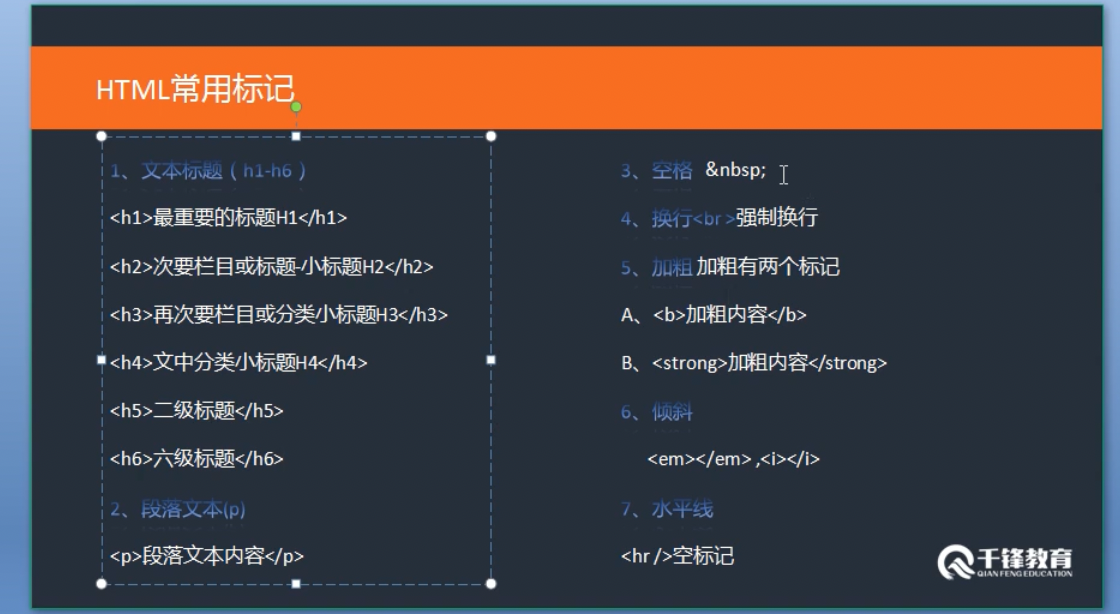 HTML常用标记
1、文本标题（h1-h6 ）
<h1>最重要的标题H1</h1>
<h2>次要栏目或标题-小标题H2</h2>
<h3>再次要栏目或分类小标题H3</h3>
<h4>文中分类小标题H4</h4>
<h5>二级标题</h5>
<h6>六级标题</h6>
2、段落文本(p)
<p>段落文本内容</p>
3、空格 &nbsp;
4、换行<br>强制换行
5、加粗 加粗有两个标记
A、<b>加粗内容</b>
B、<strong>加粗内容</strong>
6、倾斜
<em></em> ,<i></i>
7、水平线
<hr />空标记
千锋教育
QIANFENG EDUCATION